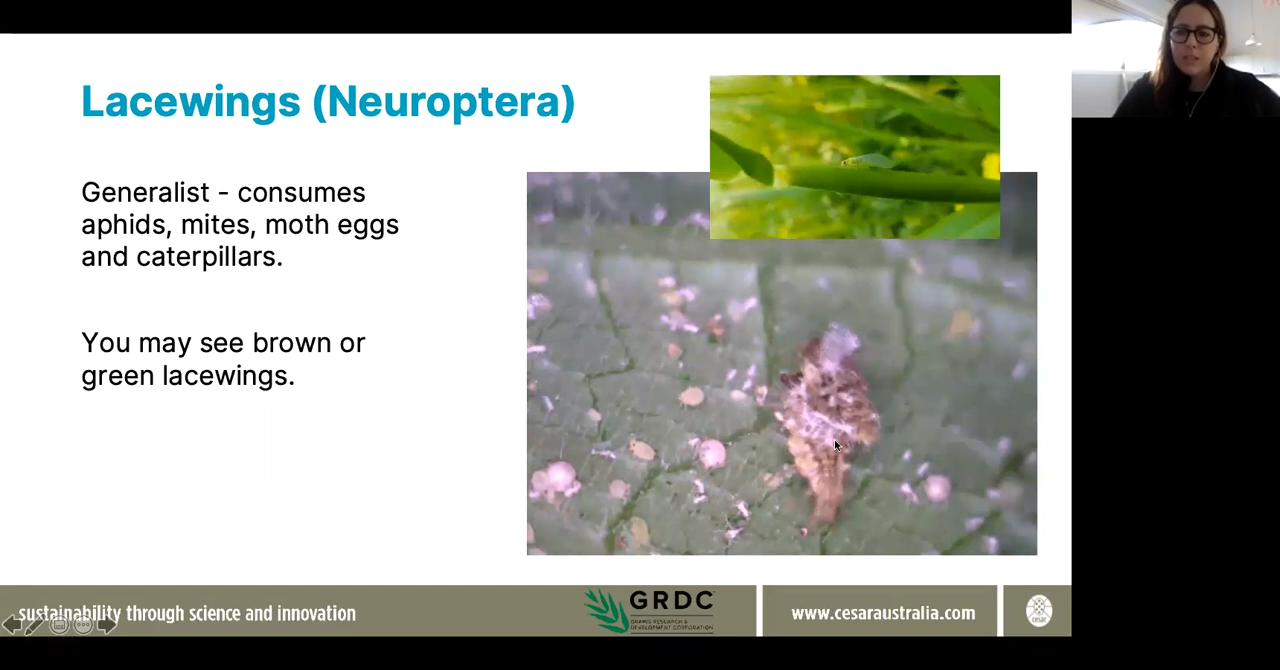 Lacewings (Neuroptera)
Generalist - consumes
aphids, mites, moth eggs
and caterpillars.
You may see brown or
green lacewings.
sustainability through science and innovation
GRDC
GRAINS RESEARCH &
DEVELOPMENT CORPORATION
www.cesaraustralia.com
cesar